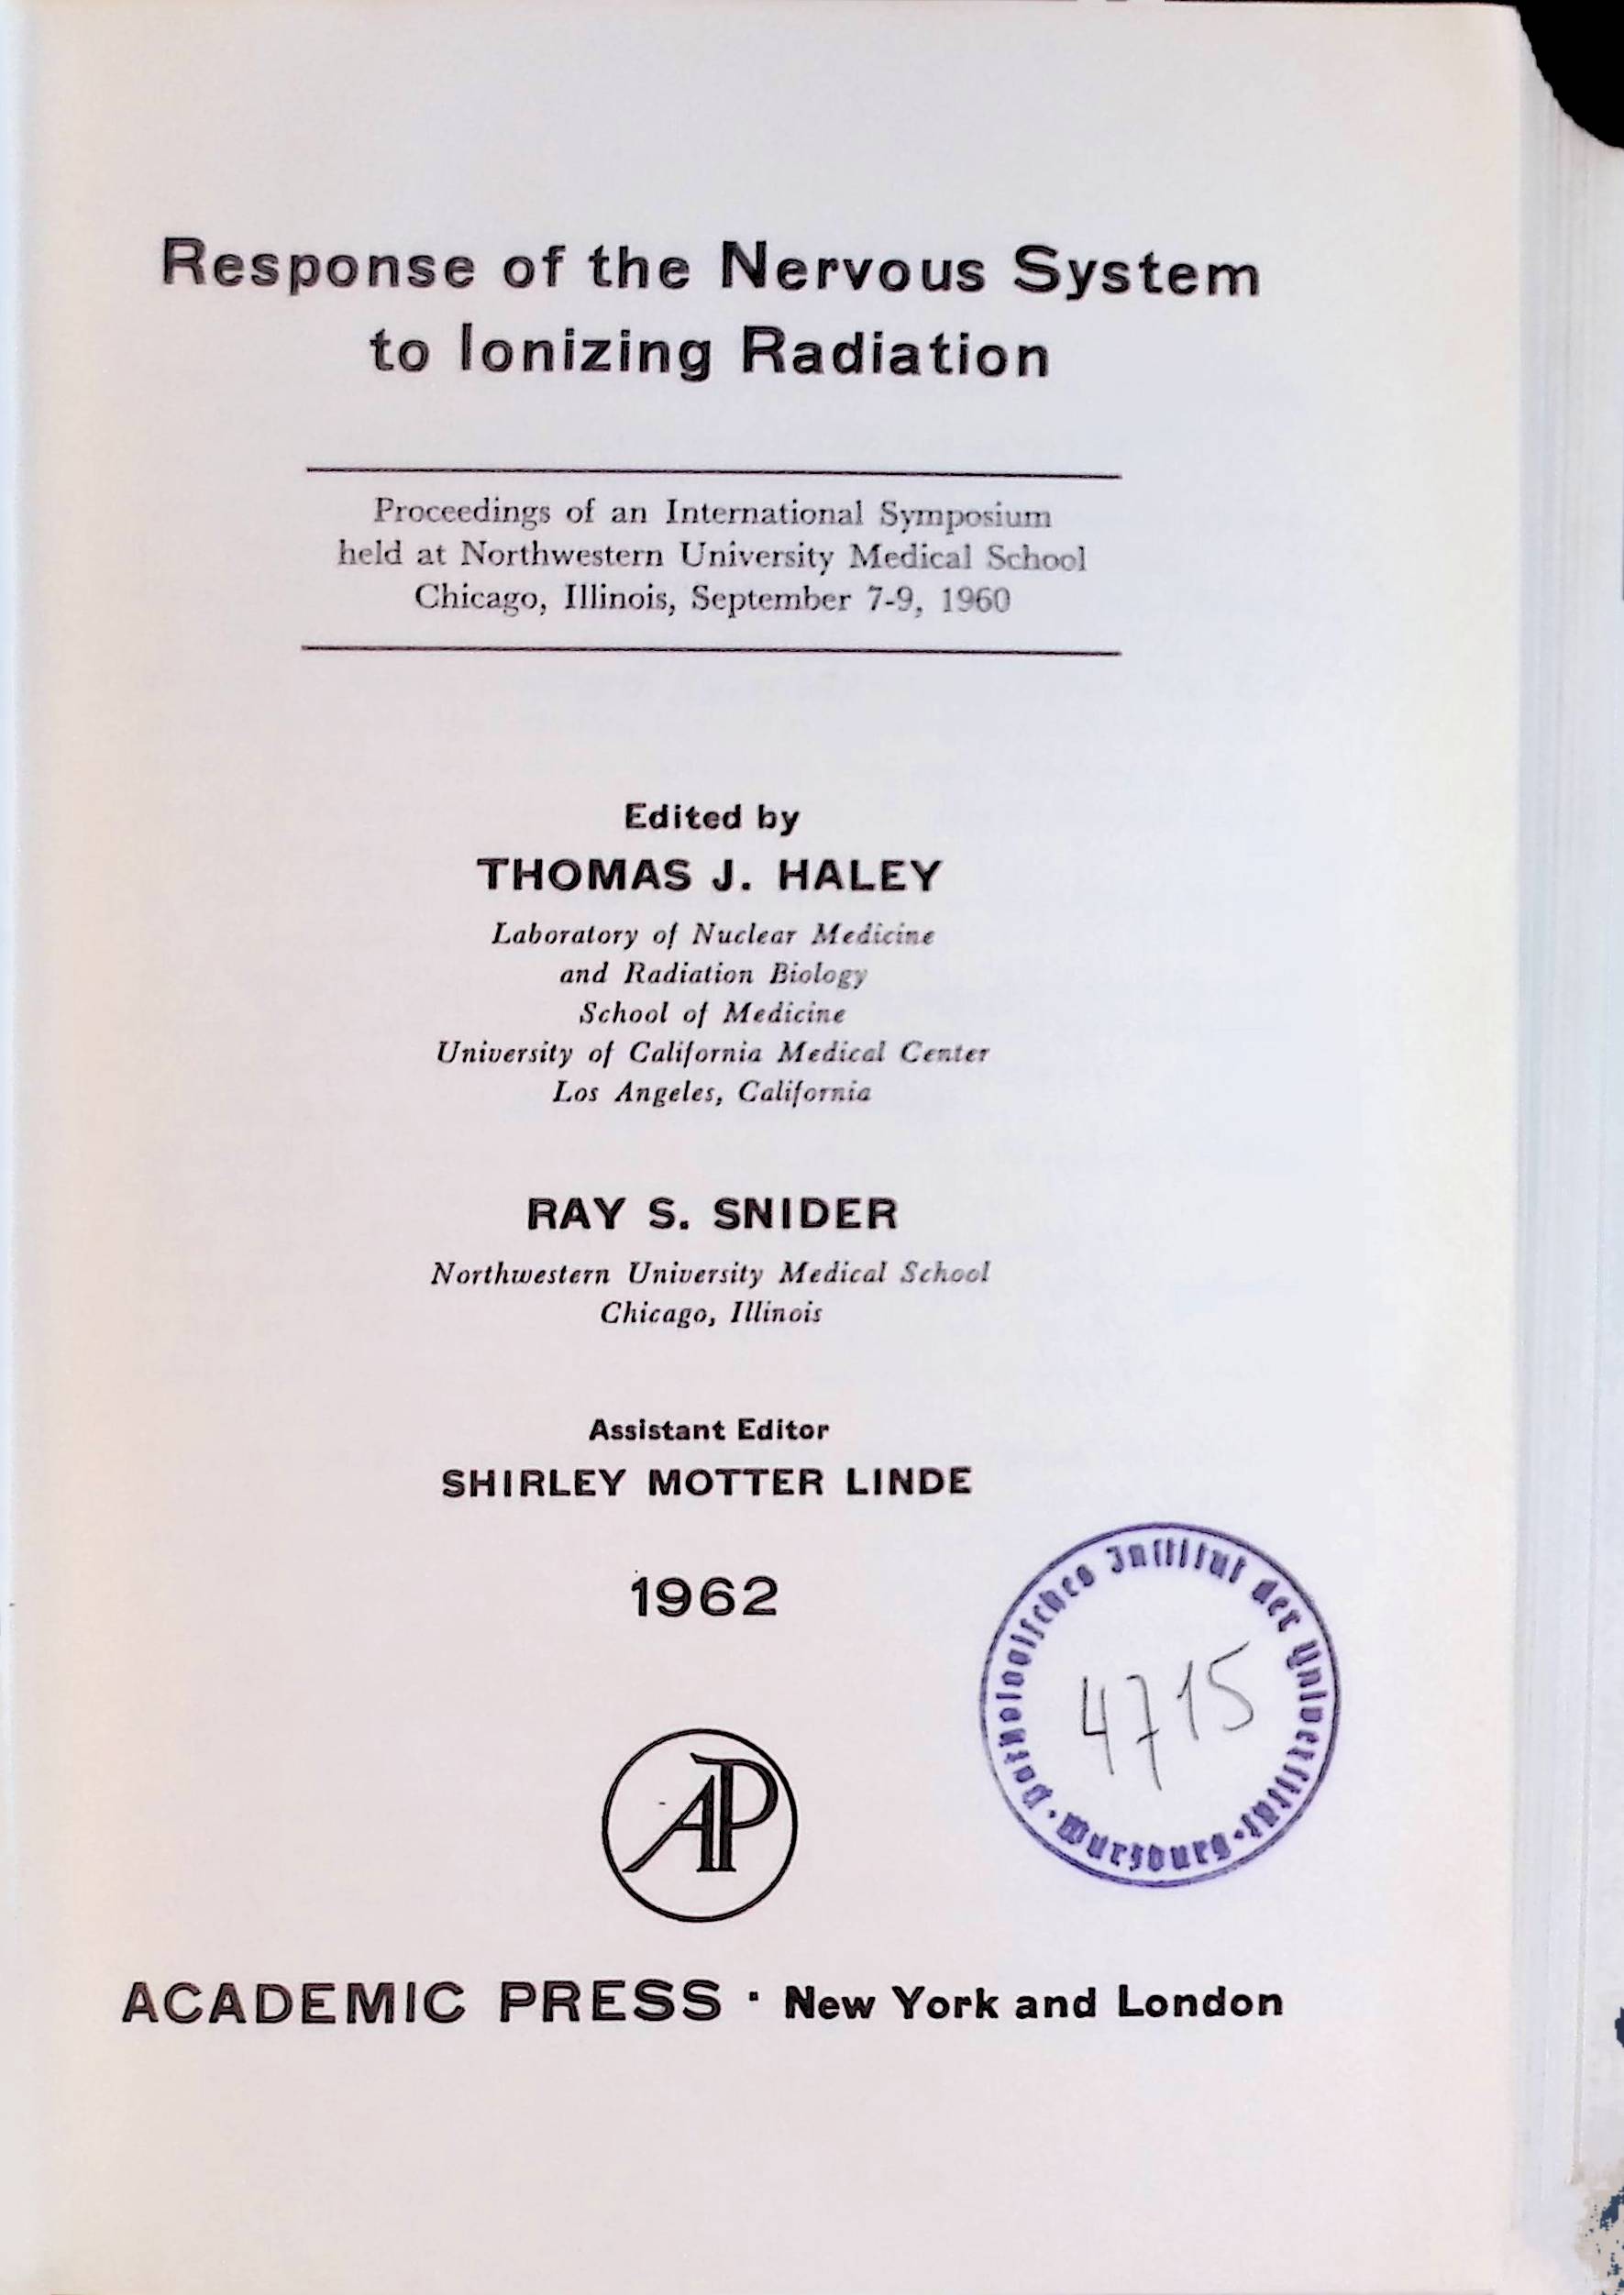 Response of the Nervous System
to Ionizing Radiation
Proceedings of an International Symposium
held at Northwestern University Medical School
Chicago, Illinois, September 7-9, 1960
Edited by
THOMAS J. HALEY
Laboratory of Nuclear Medicine
and Radiation Biology
School of Medicine
University of California Medical Center
Los Angeles, California
RAY S. SNIDER
Northwestern University Medical School
Chicago, Illinois
Assistant Editor
SHIRLEY MOTTER LINDE
1962
Pathologisches Institut der Universität · Würzburg ·
4715
AP
ACADEMIC PRESS · New York and London